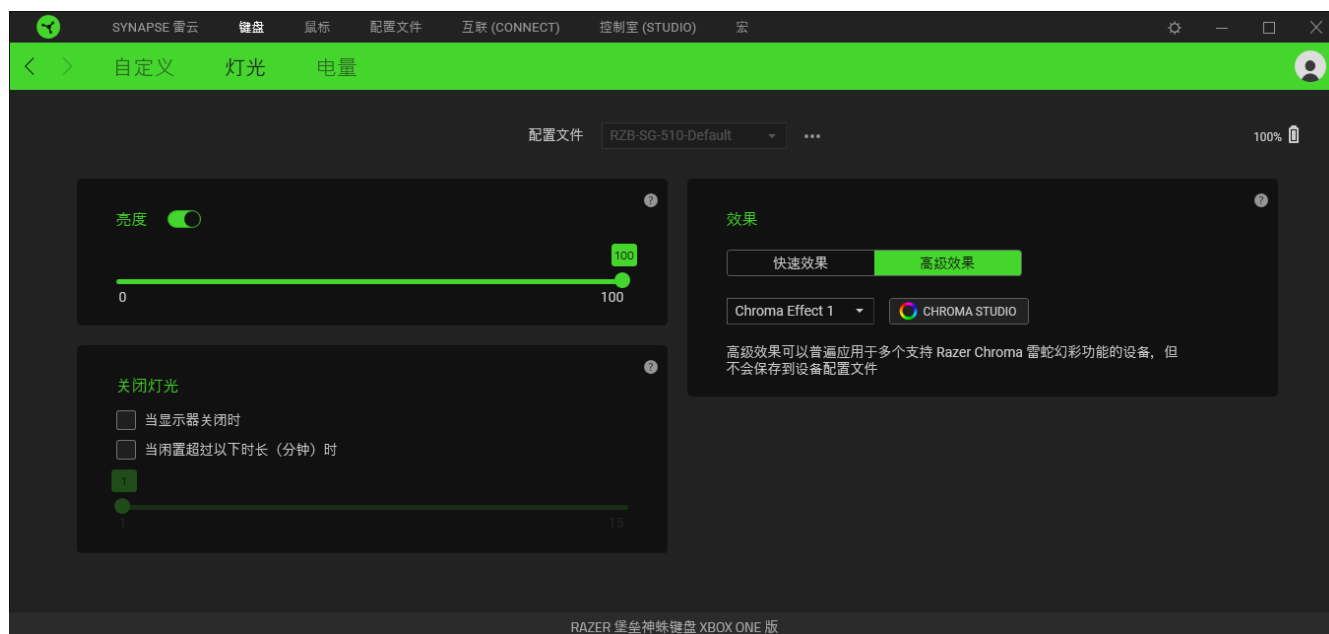 SYNAPSE 雷云 键盘 鼠标 配置文件 互联 (CONNECT) 控制室 (STUDIO) 宏
自定义 灯光 电量
配置文件 RZB-SG-510-Default ••• 100%
亮度
100
0 100
关闭灯光
当显示器关闭时
当闲置超过以下时长（分钟）时
1
1 15
效果
快速效果 高级效果
Chroma Effect 1 CHROMA STUDIO
高级效果可以普遍应用于多个支持 Razer Chroma 雷蛇幻彩功能的设备，但
不会保存到设备配置文件
RAZER 堡垒神蛛键盘 XBOX ONE 版